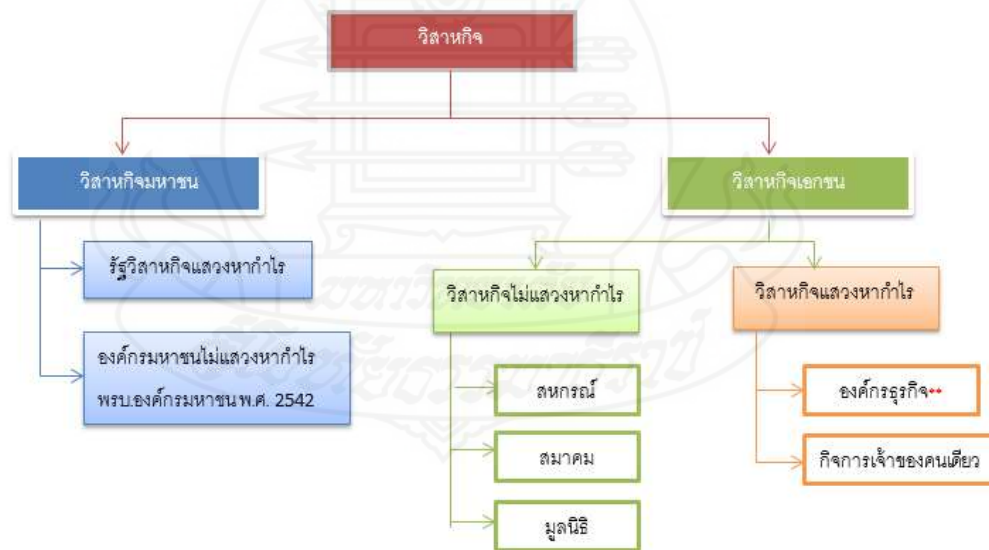 วิสาหกิจ
วิสาหกิจมหาชน
วิสาหกิจเอกชน
รัฐวิสาหกิจแสวงหากำไร
องค์กรมหาชนไม่แสวงหากำไร
พรบ.องค์กรมหาชนพ.ศ. 2542
วิสาหกิจไม่แสวงหากำไร
สหกรณ์
สมาคม
มูลนิธิ
วิสาหกิจแสวงหากำไร
องค์กรธุรกิจ**
กิจการเจ้าของคนเดียว